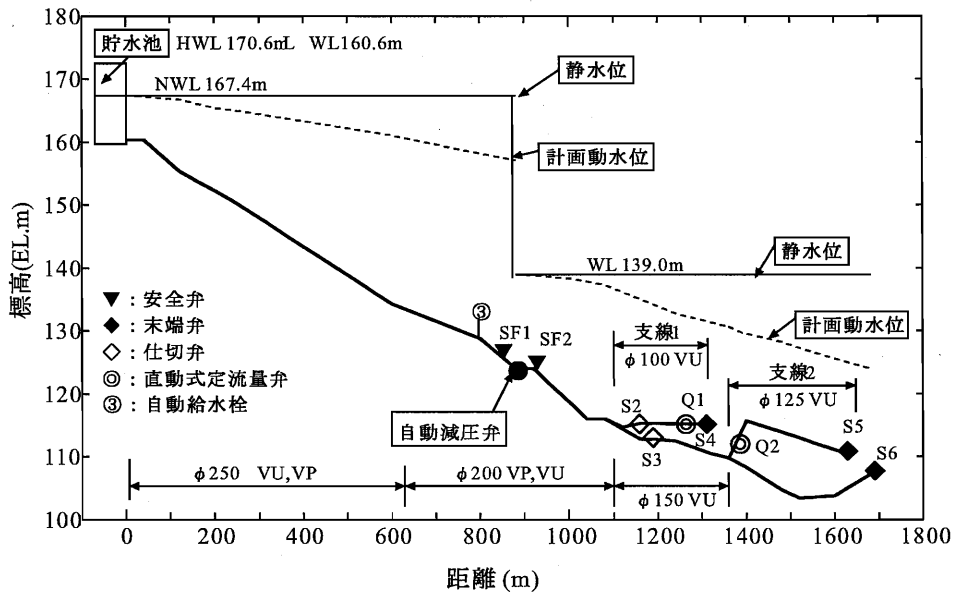 180
貯水池 HWL 170.6mL WL160.6m
静水位
170
NWL 167.4m
160
計画動水位
150
静水位
140
WL 139.0m
標高(EL.m)
▼:安全弁
③
計画動水位
130
◆:末端弁
SF1
SF2
支線1
◇:仕切弁
φ100 VU
支線2
◎:直動式定流量弁
120
S2
Q1
φ125 VU
③:自動給水栓
自動減圧弁
S3
S4
Q2
S5
S6
110
φ250 VU,VP
φ200 VP,VU
φ150 VU
100
0
200
400
600
800
1000
1200
1400
1600
1800
距離 (m)